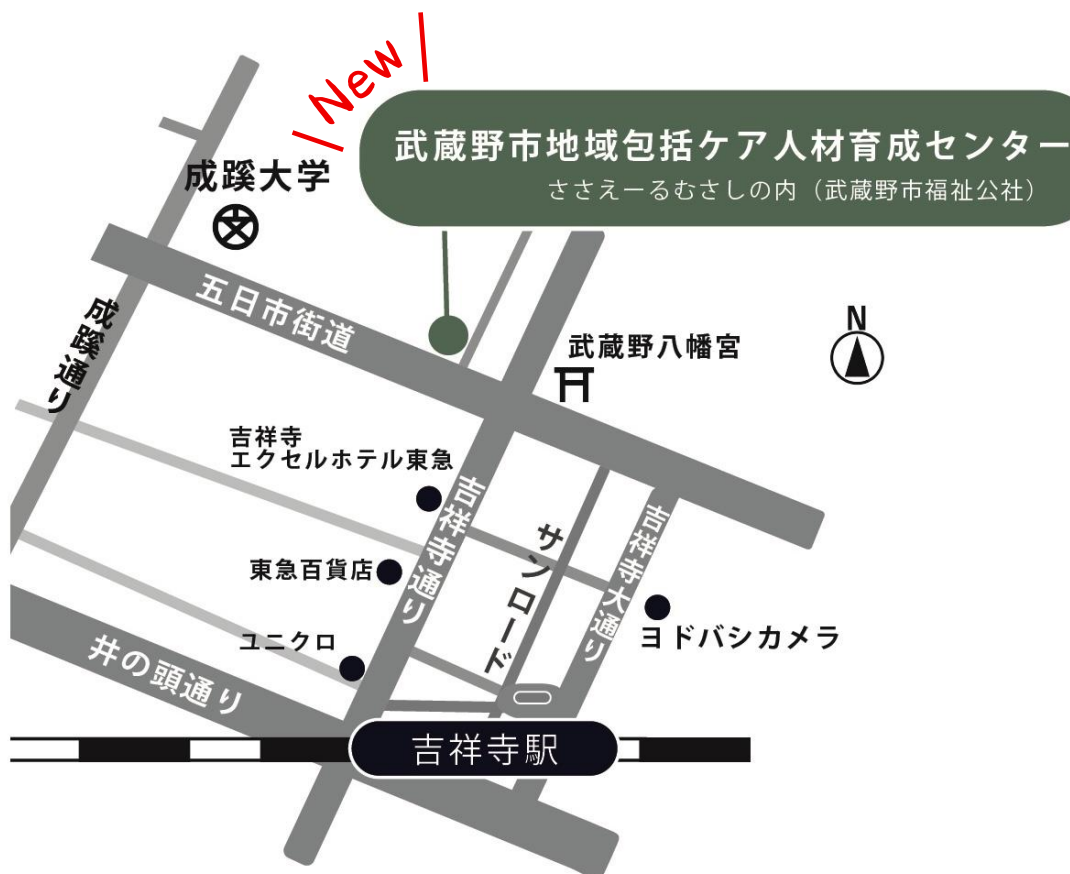 New
武蔵野市地域包括ケア人材育成センター
ささえーるむさしの内（武蔵野市福祉公社）
成蹊大学
五日市街道
成蹊通り
武蔵野八幡宮
N
吉祥寺
エクセルホテル東急
吉祥寺通り
サンロード
吉祥寺大通り
東急百貨店
ヨドバシカメラ
ユニクロ
井の頭通り
吉祥寺駅